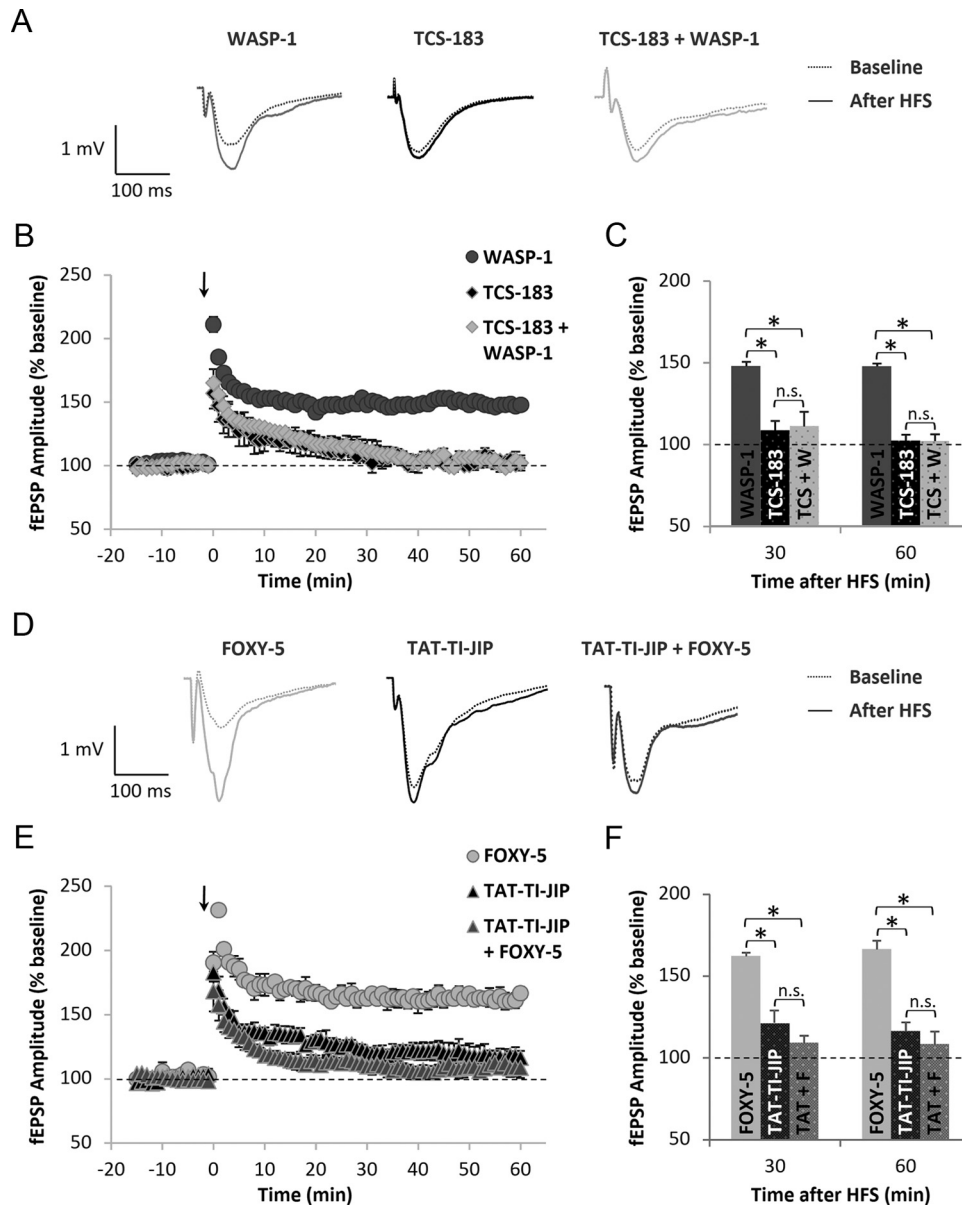 A
WASP-1 TCS-183 TCS-183 + WASP-1
Baseline
After HFS
1 mV
100 ms
B
WASP-1
TCS-183
TCS-183 +
WASP-1
fEPSP Amplitude (% baseline)
250
200
150
100
50
-20 -10 0 10 20 30 40 50 60
Time (min)
C
fEPSP Amplitude (% baseline)
200
150
100
50
*
*
n.s.
*
*
n.s.
WASP-1 TCS-183 TCS + W WASP-1 TCS-183 TCS + W
30 60
Time after HFS (min)
D
FOXY-5 TAT-TI-JIP TAT-TI-JIP + FOXY-5
Baseline
After HFS
1 mV
100 ms
E
FOXY-5
TAT-TI-JIP
TAT-TI-JIP
+ FOXY-5
fEPSP Amplitude (% baseline)
250
200
150
100
50
-20 -10 0 10 20 30 40 50 60
Time (min)
F
fEPSP Amplitude (% baseline)
200
150
100
50
*
*
n.s.
*
*
n.s.
FOXY-5 TAT-TI-JIP TAT + F FOXY-5 TAT-TI-JIP TAT + F
30 60
Time after HFS (min)